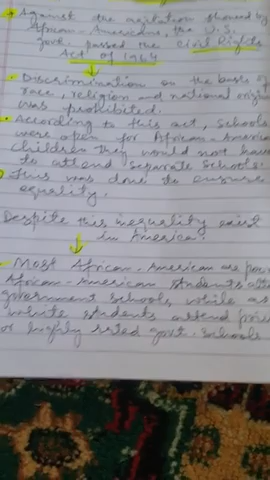 Against the agitation showed by
African-Americans, the U.S.
govt. passed the Civil Rights
Act of 1964
Discrimination on the basis of
race, religion and national origin
was prohibited.
According to this act, schools
were open for African-America
children they would not have
to attend separate schools.
This was done to ensure
equality.
Despite this inequality exist
in America.
Most African-American are poor
African-American students atte
government schools, while as
white students attend priv
or highly rated govt. schools